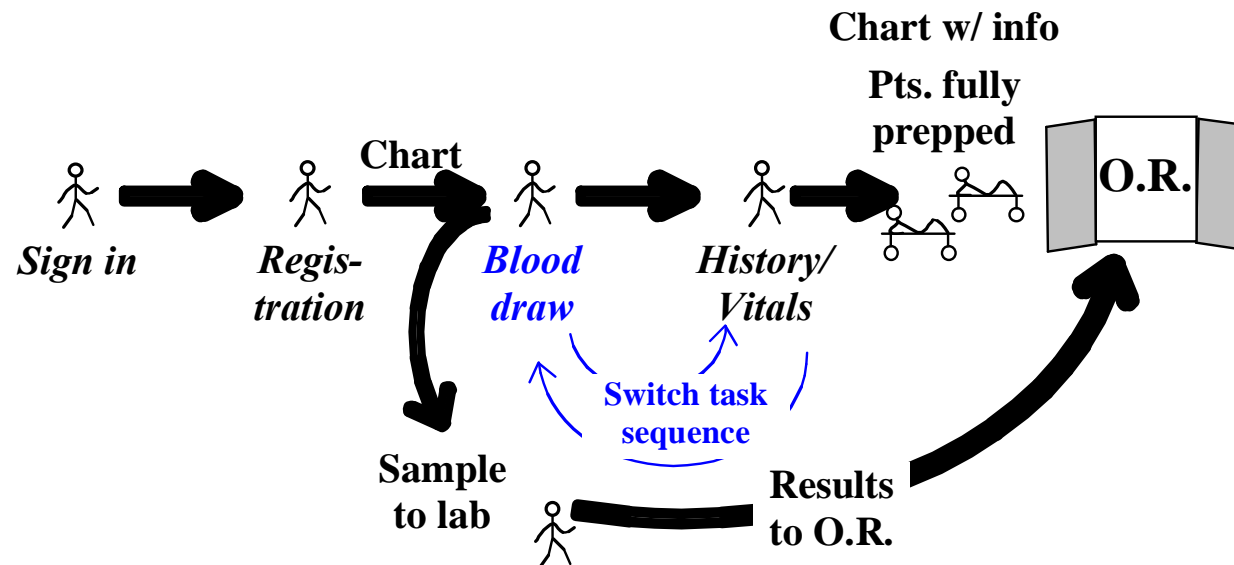 Chart w/ info
Pts. fully
prepped
Chart
O.R.
Sign in
Regis-
tration
Blood
draw
History/
Vitals
Switch task
sequence
Sample
to lab
Results
to O.R.